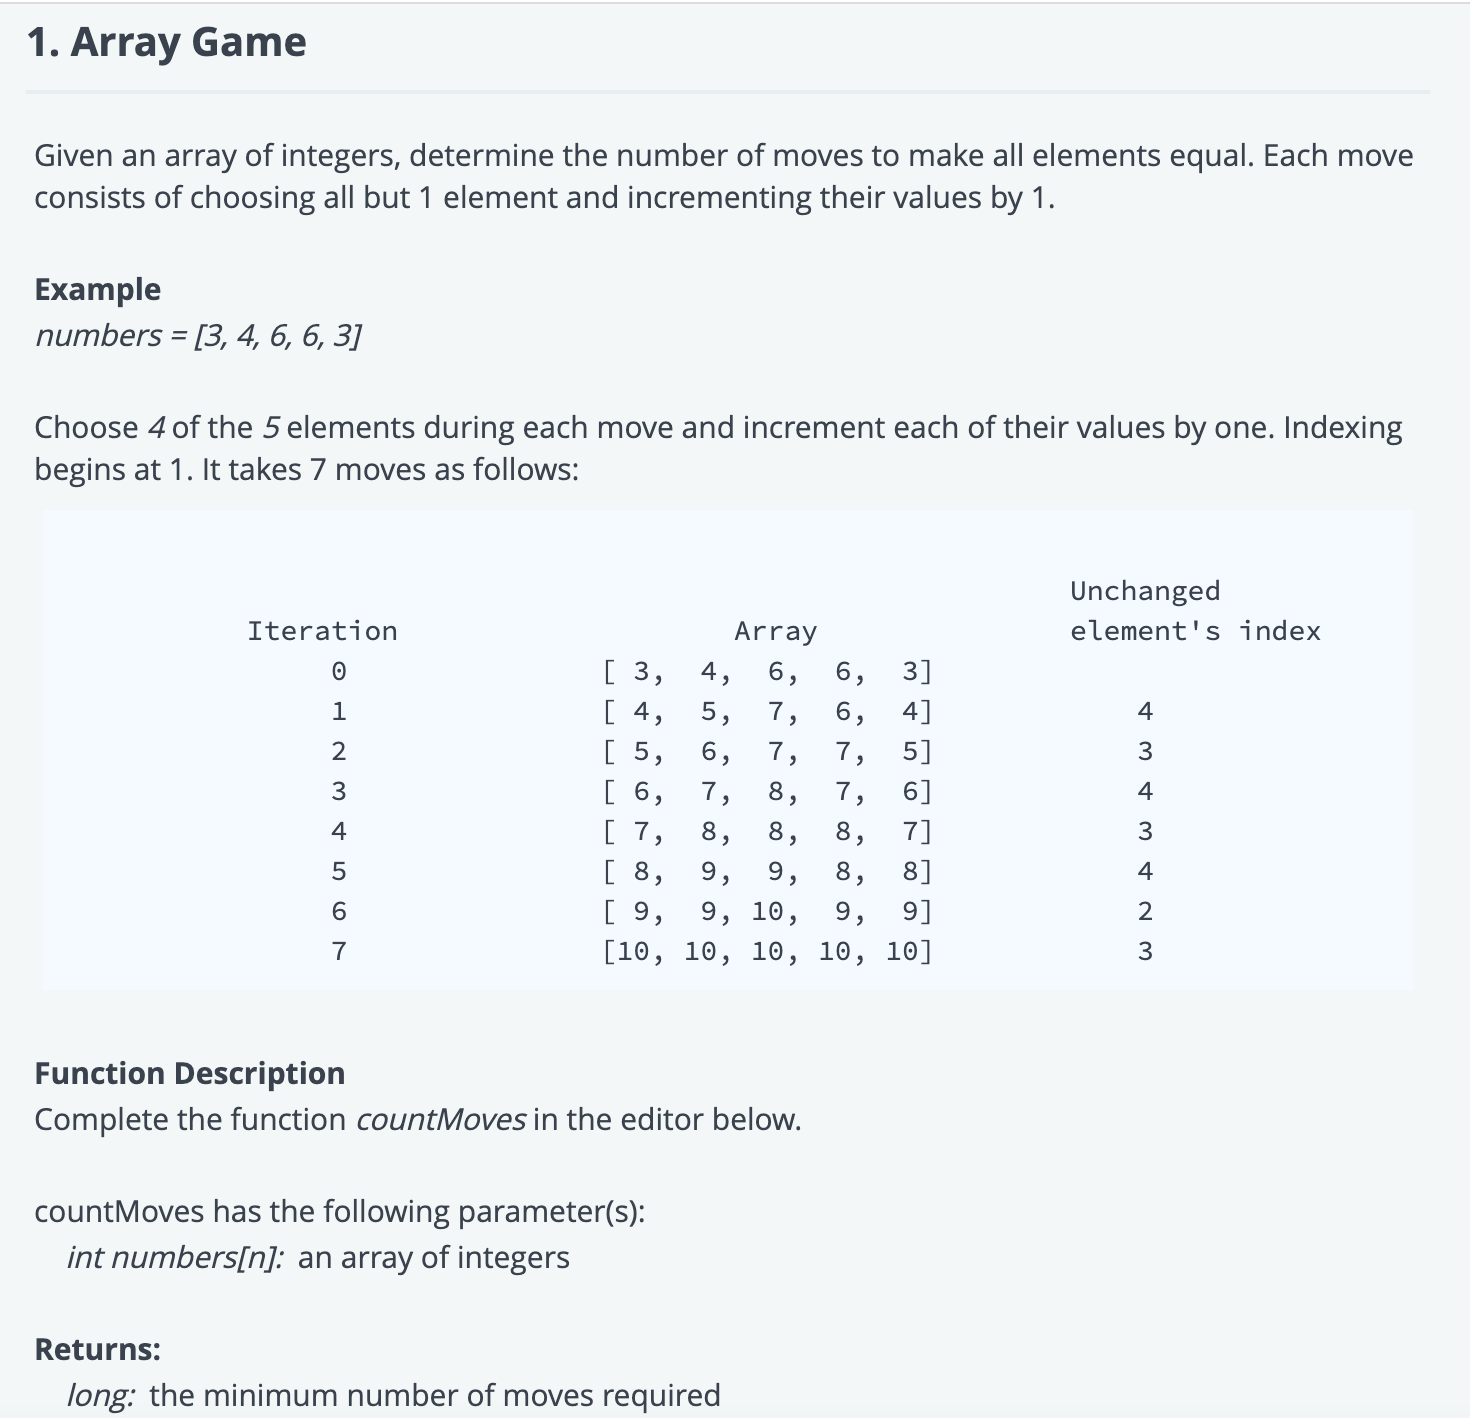 1. Array Game
Given an array of integers, determine the number of moves to make all elements equal. Each move
consists of choosing all but 1 element and incrementing their values by 1.
Example
numbers = [3, 4, 6, 6, 3]
Choose 4 of the 5 elements during each move and increment each of their values by one. Indexing
begins at 1. It takes 7 moves as follows:
Unchanged
Iteration Array element's index
0 [ 3, 4, 6, 6, 3]
1 [ 4, 5, 7, 6, 4] 4
2 [ 5, 6, 7, 7, 5] 3
3 [ 6, 7, 8, 7, 6] 4
4 [ 7, 8, 8, 8, 7] 3
5 [ 8, 9, 9, 8, 8] 4
6 [ 9, 9, 10, 9, 9] 2
7 [10, 10, 10, 10, 10] 3
Function Description
Complete the function countMoves in the editor below.
countMoves has the following parameter(s):
int numbers[n]: an array of integers
Returns:
long: the minimum number of moves required